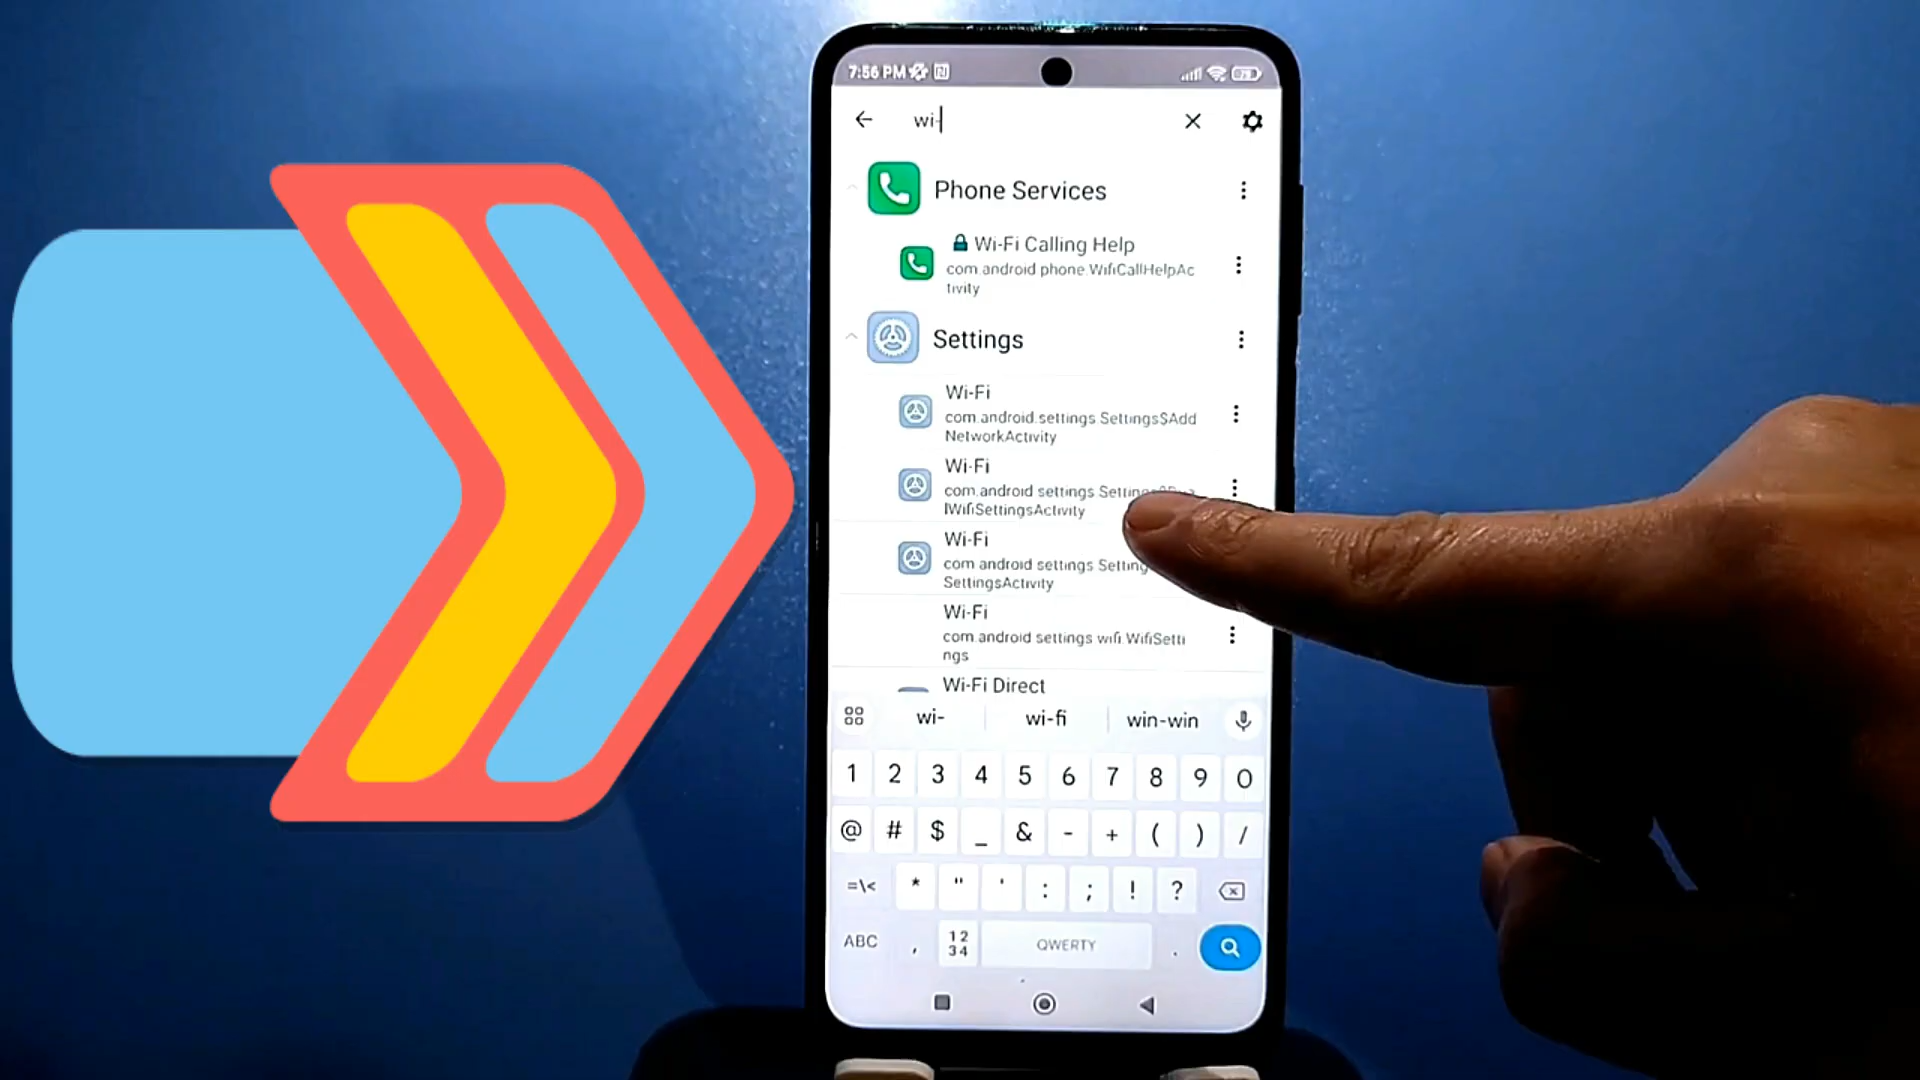 7:56 PM
wi-
Phone Services
Wi-Fi Calling Help
com.android.phone.WifiCallHelpAc
tivity
Settings
Wi-Fi
com.android.settings.Settings$Add
NetworkActivity
Wi-Fi
com.android.settings
lWifiSettingsActivity
Wi-Fi
com.android.settings
SettingsActivity
Wi-Fi
com.android.settings.wifi.WifiSetti
ngs
Wi-Fi Direct
wi- wi-fi win-win
1 2 3 4 5 6 7 8 9 0
@ # $ _ & - + ( ) /
=\< * " ' : ; ! ?
ABC , 12 34 QWERTY .